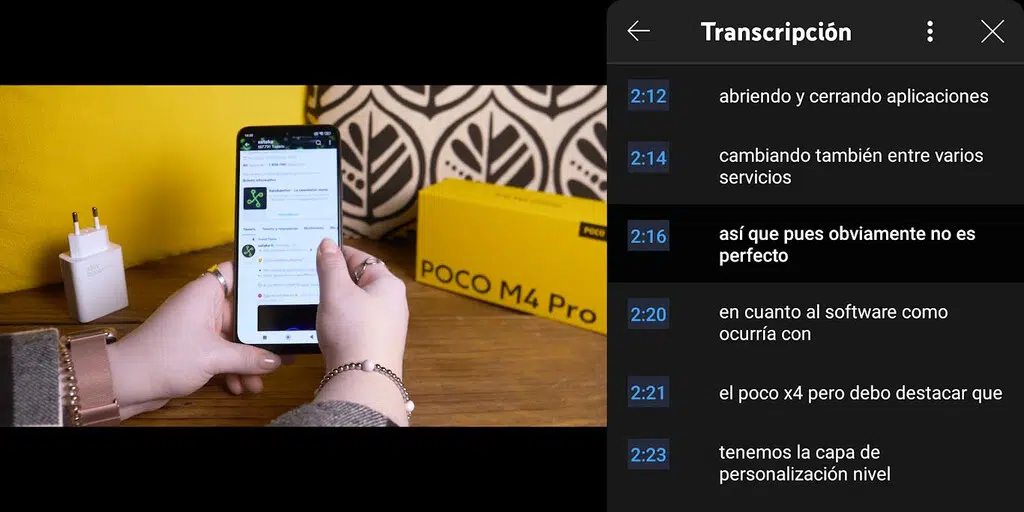 Transcripción
2:12
abriendo y cerrando aplicaciones
2:14
cambiando también entre varios
servicios
2:16
así que pues obviamente no es
perfecto
2:20
en cuanto al software como
ocurría con
2:21
el poco x4 pero debo destacar que
2:23
tenemos la capa de
personalización nivel
POCO
POCO M4 Pro